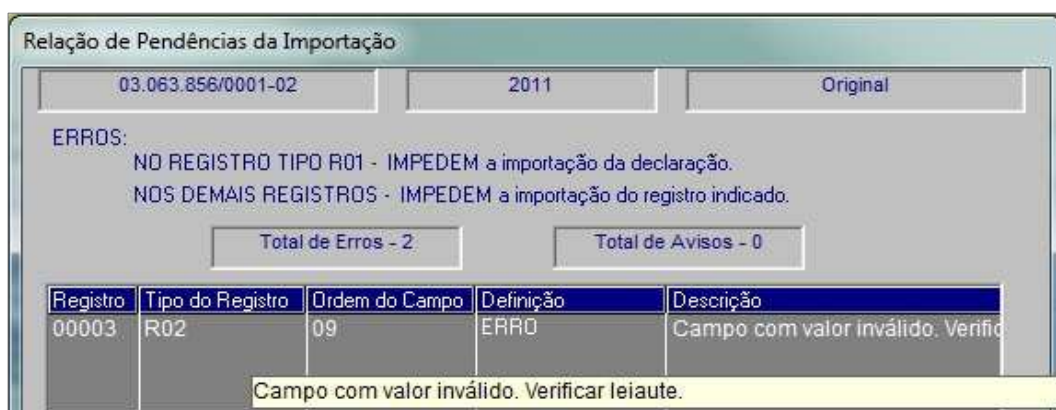 Relação de Pendências da Importação
03.063.856/0001-02 2011 Original
ERROS:
NO REGISTRO TIPO R01 - IMPEDEM a importação da declaração.
NOS DEMAIS REGISTROS - IMPEDEM a importação do registro indicado.
Total de Erros - 2 Total de Avisos - 0
Registro Tipo do Registro Ordem do Campo Definição Descrição
00003 R02 09 ERRO Campo com valor inválido. Verific
Campo com valor inválido. Verificar leiaute.